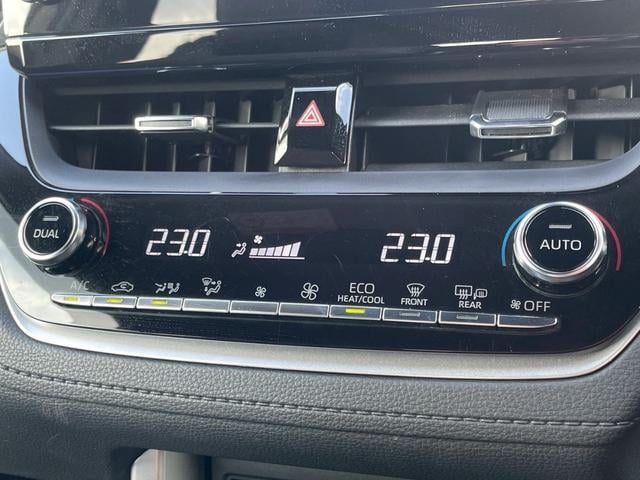 DUAL
23.0
23.0
AUTO
A/C
ECO
HEAT/COOL
FRONT
REAR
OFF